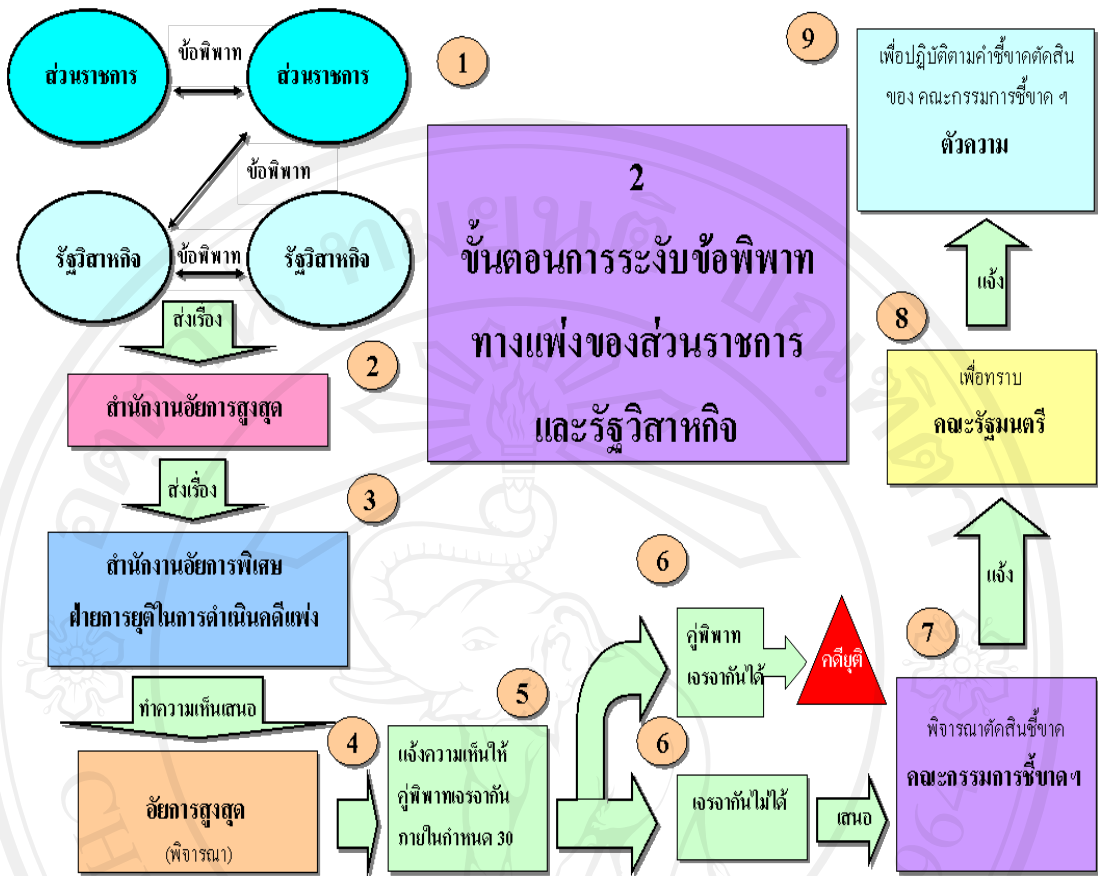 ส่วนราชการ
ข้อพิพาท
ส่วนราชการ
1
ข้อพิพาท
รัฐวิสาหกิจ
ข้อพิพาท
รัฐวิสาหกิจ
ส่งเรื่อง
2
สำนักงานอัยการสูงสุด
ส่งเรื่อง
3
สำนักงานอัยการพิเศษ
ฝ่ายการยุติในการดำเนินคดีแพ่ง
ทำความเห็นเสนอ
4
อัยการสูงสุด
(พิจารณา)
2
ขั้นตอนการระงับข้อพิพาท
ทางแพ่งของส่วนราชการ
และรัฐวิสาหกิจ
5
แจ้งความเห็นให้
คู่พิพาทเจรจากัน
ภายในกำหนด 30
6
คู่พิพาท
เจรจากันได้
คดียุติ
6
เจรจากันไม่ได้
เสนอ
7
พิจารณาตัดสินชี้ขาด
คณะกรรมการชี้ขาดฯ
แจ้ง
8
เพื่อทราบ
คณะรัฐมนตรี
แจ้ง
9
เพื่อปฏิบัติตามคำชี้ขาดตัดสิน
ของ คณะกรรมการชี้ขาด ฯ
ตัวความ